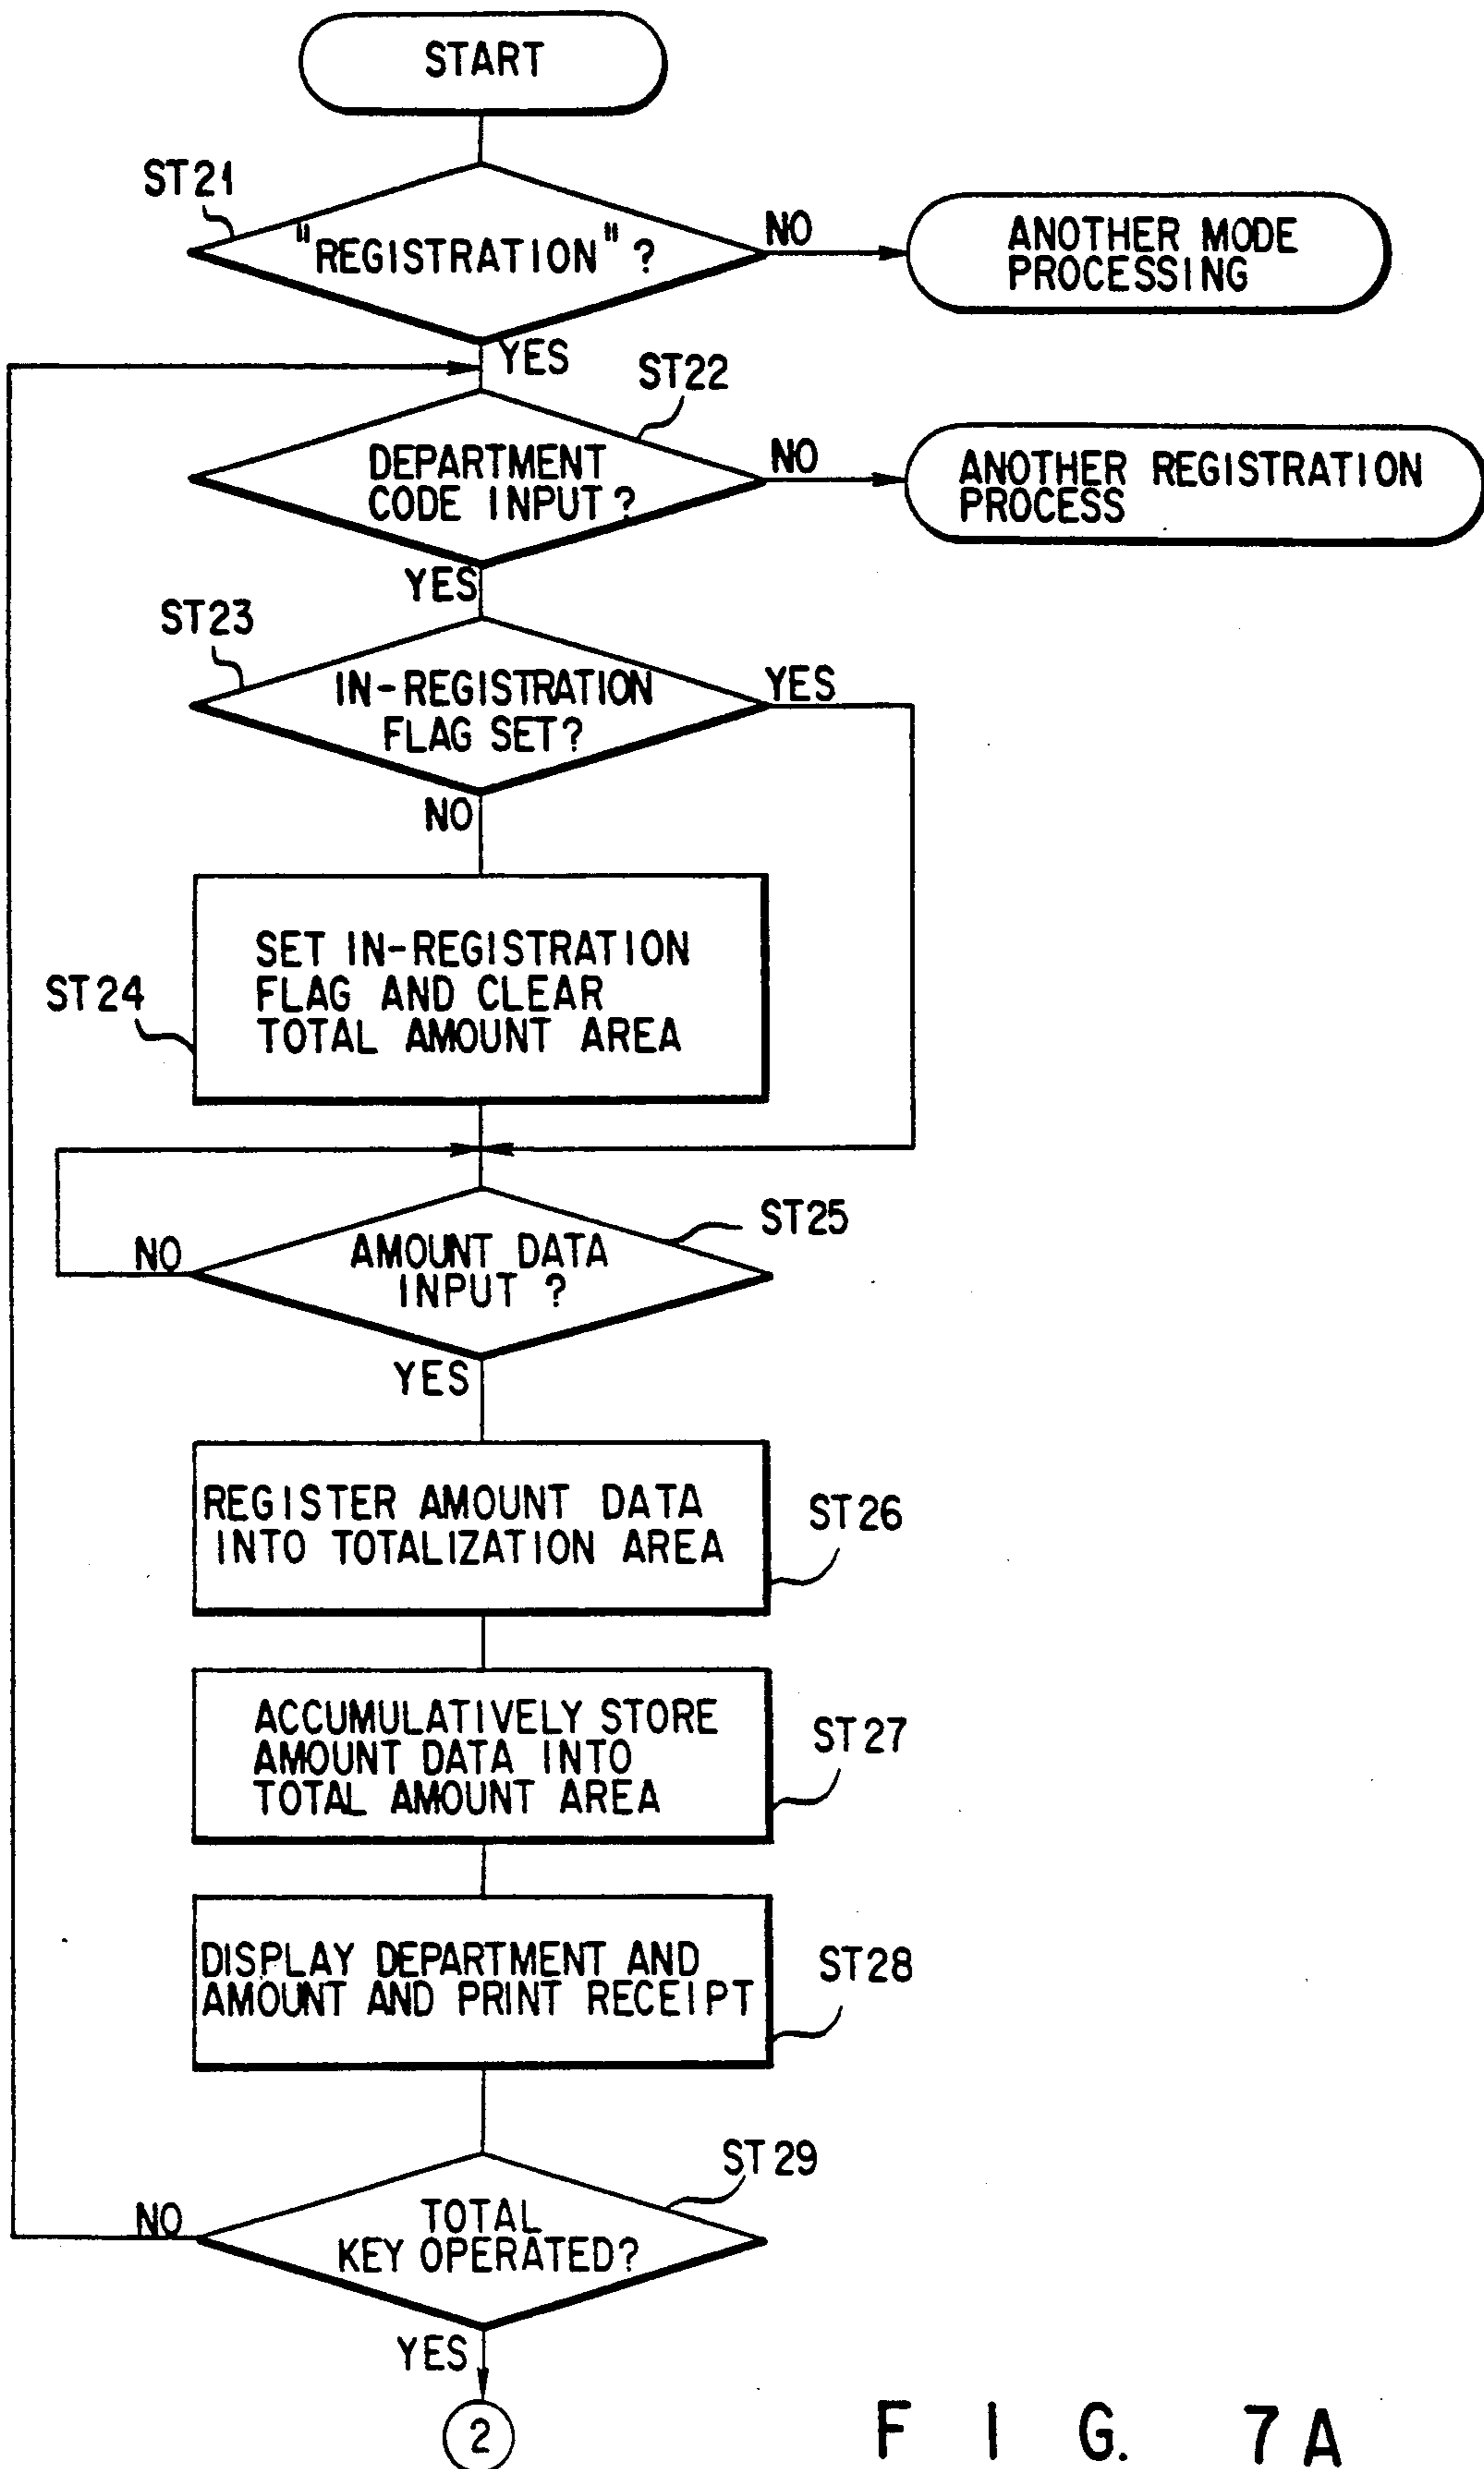 START
ST21
"REGISTRATION"?
NO
ANOTHER MODE
PROCESSING
YES
ST22
DEPARTMENT
CODE INPUT?
NO
ANOTHER REGISTRATION
PROCESS
YES
ST23
IN-REGISTRATION
FLAG SET?
YES
NO
SET IN-REGISTRATION
FLAG AND CLEAR
TOTAL AMOUNT AREA
ST24
ST25
NO
AMOUNT DATA
INPUT ?
YES
REGISTER AMOUNT DATA
INTO TOTALIZATION AREA
ST26
ACCUMULATIVELY STORE
AMOUNT DATA INTO
TOTAL AMOUNT AREA
ST27
DISPLAY DEPARTMENT AND
AMOUNT AND PRINT RECEIPT
ST28
ST29
NO
TOTAL
KEY OPERATED?
YES
2
FIG. 7A